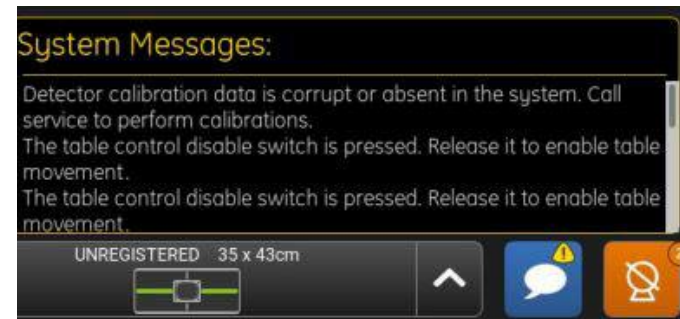 System Messages:
Detector calibration data is corrupt or absent in the system. Call
service to perform calibrations.
The table control disable switch is pressed. Release it to enable table
movement.
The table control disable switch is pressed. Release it to enable table
movement.
UNREGISTERED 35 x 43cm